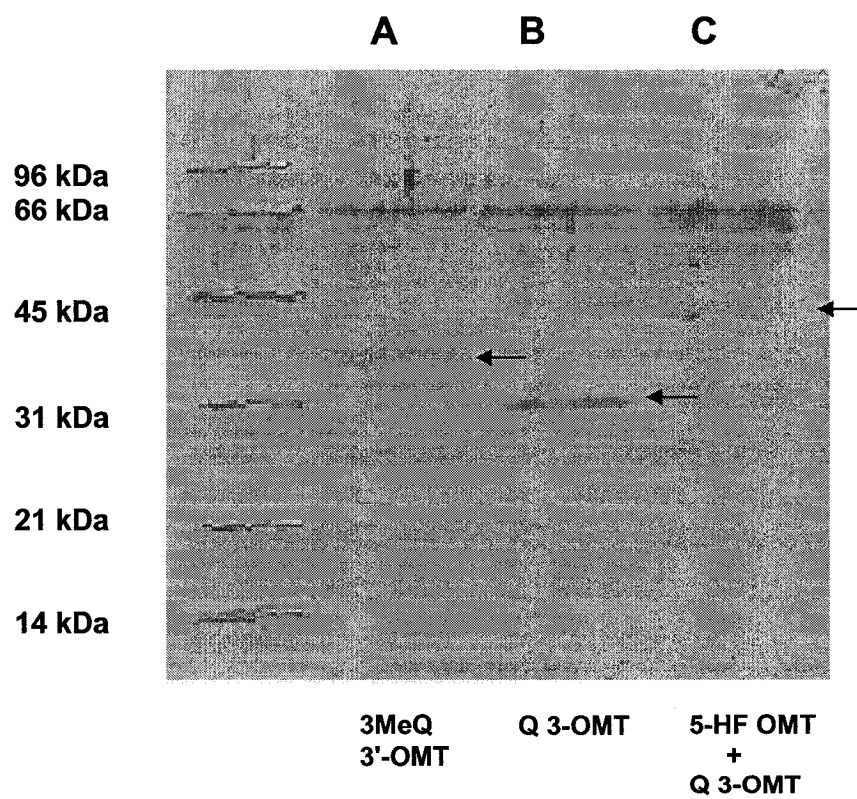 A B C
96 kDa
66 kDa
45 kDa
31 kDa
21 kDa
14 kDa
3MeQ Q 3-OMT 5-HF OMT
3'-OMT +
Q 3-OMT